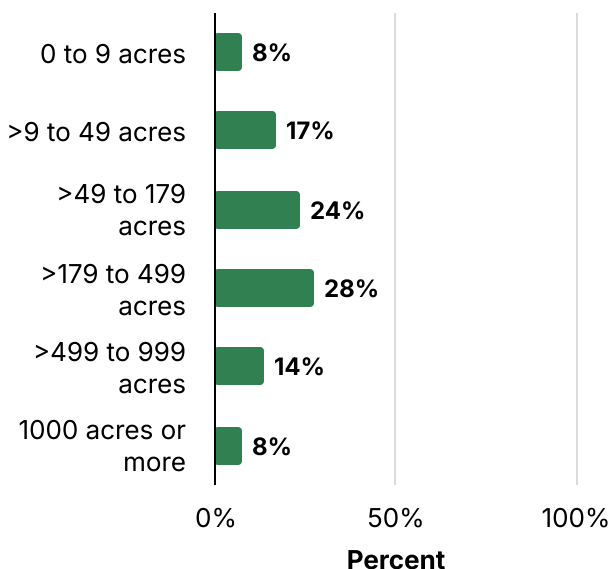 0 to 9 acres 8%
>9 to 49 acres 17%
>49 to 179
acres 24%
>179 to 499
acres 28%
>499 to 999
acres 14%
1000 acres or
more 8%
0% 50% 100%
Percent